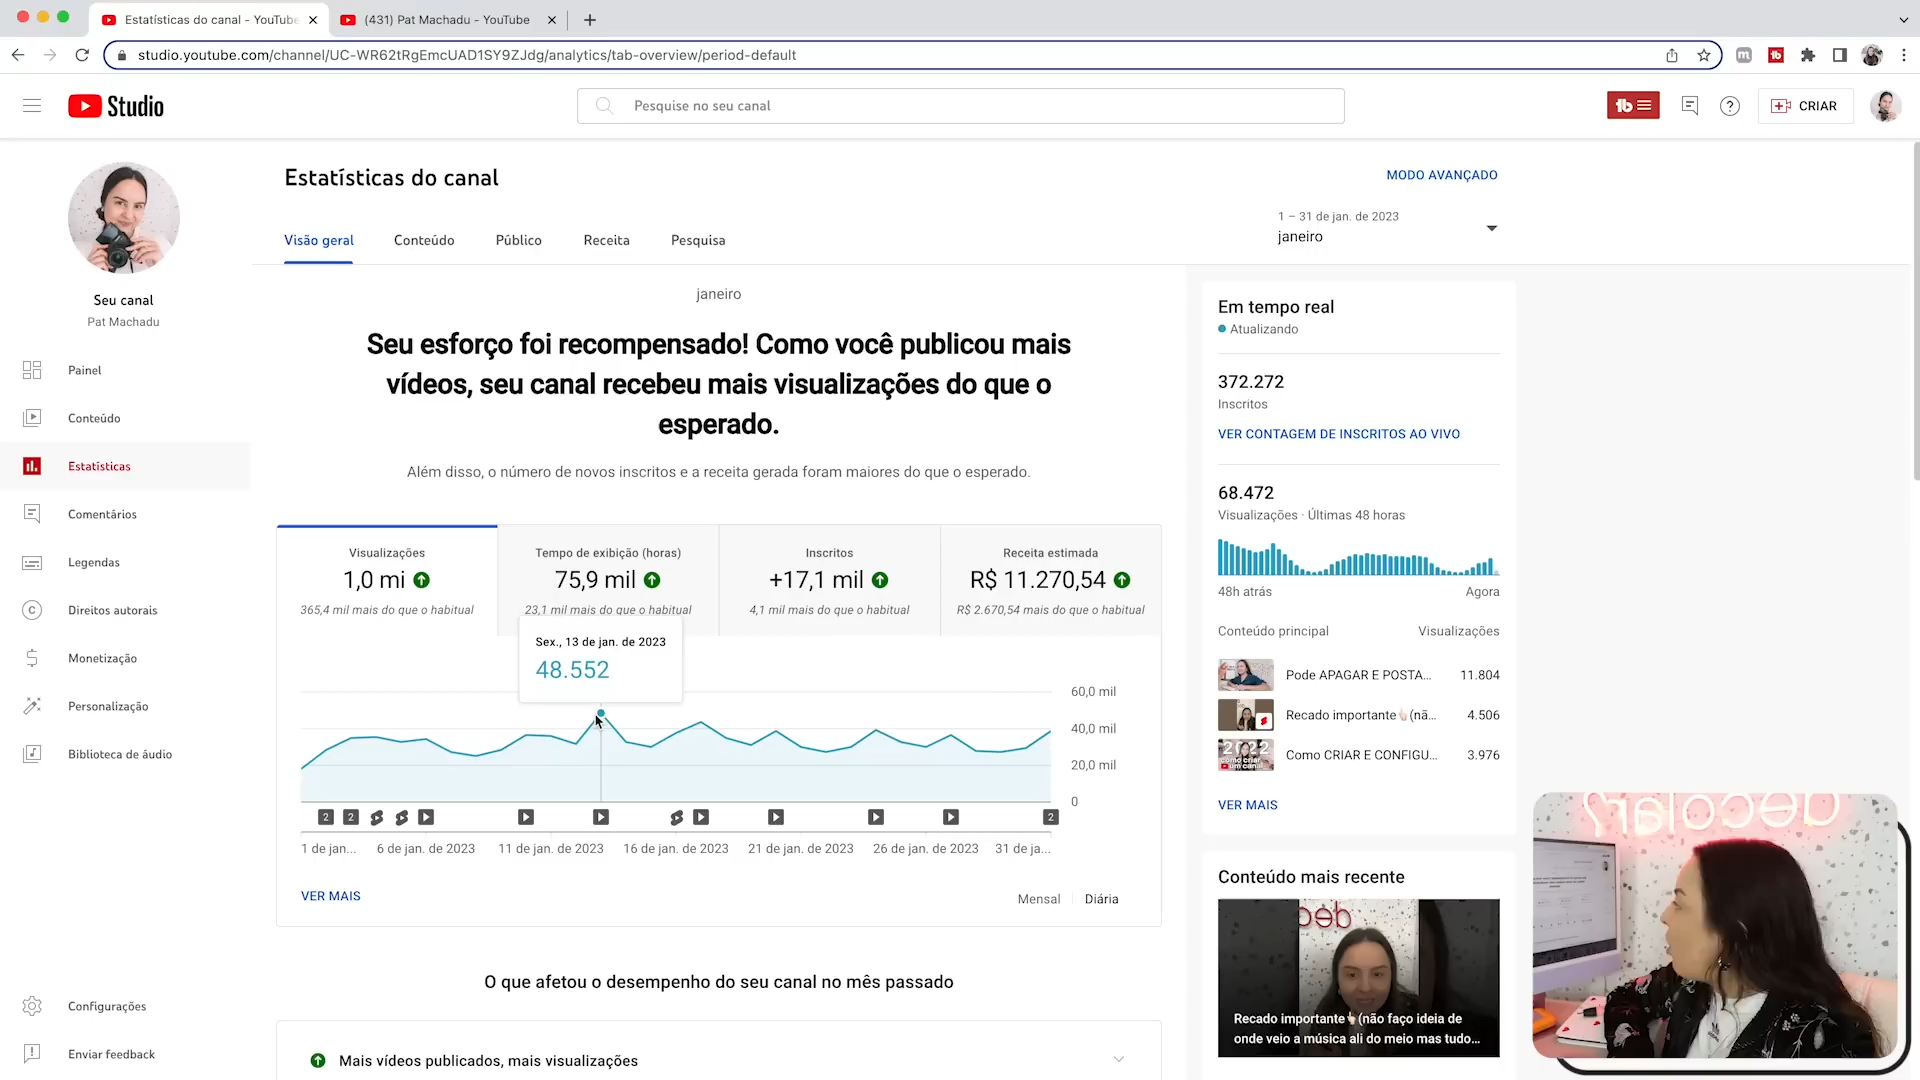 Estatísticas do canal - YouTube
(431) Pat Machadu - YouTube
studio.youtube.com/channel/UC-WR62tRgEmcUAD1SY9ZJdg/analytics/tab-overview/period-default
Studio
Pesquise no seu canal
CRIAR
Seu canal
Pat Machadu
Painel
Conteúdo
Estatísticas
Comentários
Legendas
Direitos autorais
Monetização
Personalização
Biblioteca de áudio
Configurações
Enviar feedback
Estatísticas do canal
MODO AVANÇADO
Visão geral
Conteúdo
Público
Receita
Pesquisa
1 – 31 de jan. de 2023
janeiro
janeiro
Seu esforço foi recompensado! Como você publicou mais
vídeos, seu canal recebeu mais visualizações do que o
esperado.
Além disso, o número de novos inscritos e a receita gerada foram maiores do que o esperado.
Visualizações
1,0 mi
365,4 mil mais do que o habitual
Tempo de exibição (horas)
75,9 mil
23,1 mil mais do que o habitual
Inscritos
+17,1 mil
4,1 mil mais do que o habitual
Receita estimada
R$ 11.270,54
R$ 2.670,54 mais do que o habitual
Sex., 13 de jan. de 2023
48.552
60,0 mil
40,0 mil
20,0 mil
0
2 2 2
1 de jan...
6 de jan. de 2023
11 de jan. de 2023
16 de jan. de 2023
21 de jan. de 2023
26 de jan. de 2023
31 de ja...
VER MAIS
Mensal
Diária
O que afetou o desempenho do seu canal no mês passado
Mais vídeos publicados, mais visualizações
Em tempo real
Atualizando
372.272
Inscritos
VER CONTAGEM DE INSCRITOS AO VIVO
68.472
Visualizações · Últimas 48 horas
48h atrás
Agora
Conteúdo principal
Visualizações
Pode APAGAR E POSTA...
11.804
Recado importante👆🏻(nã...
4.506
Como CRIAR E CONFIGU...
3.976
VER MAIS
Conteúdo mais recente
Recado importante👆🏻(não faço ideia de
onde veio a música ali do meio mas tudo...
decolar?